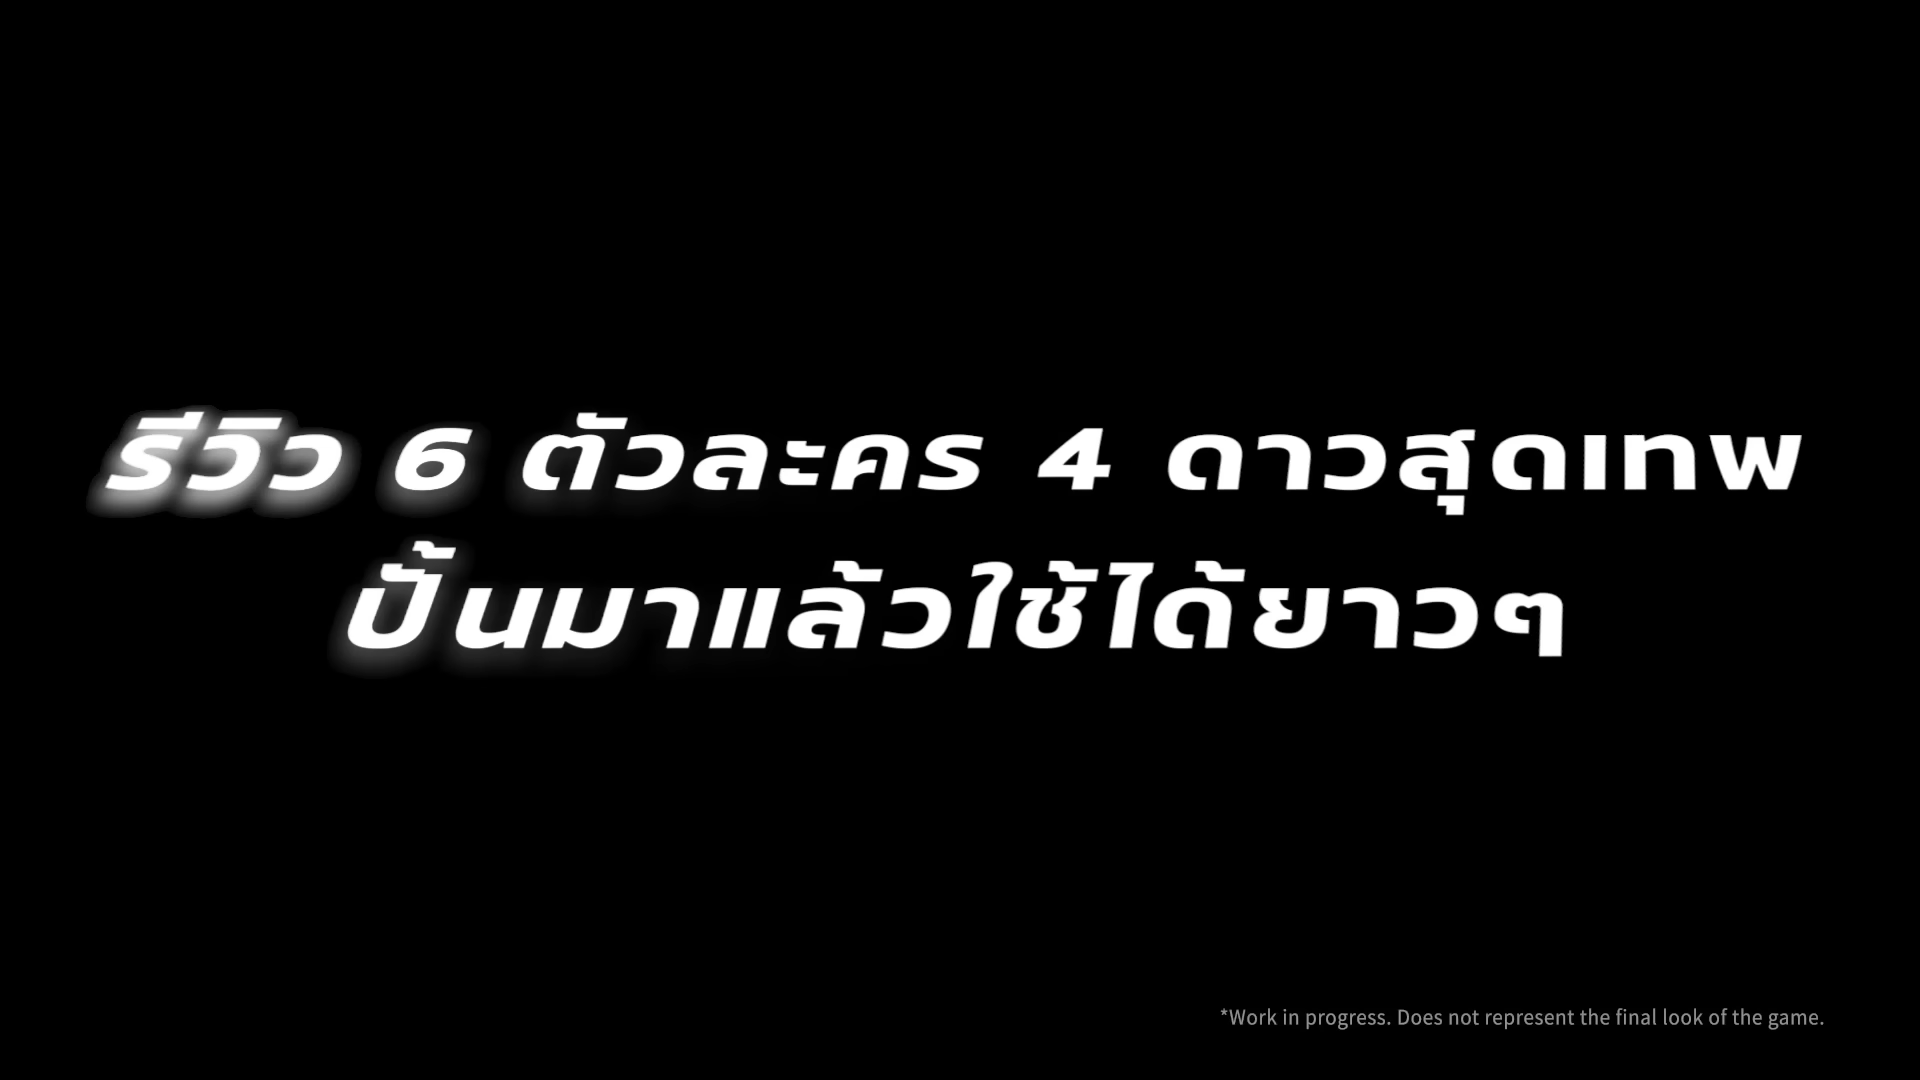 รีวิว 6 ตัวละคร 4 ดาวสุดเทพ
ปั้นมาแล้วใช้ได้ยาวๆ
*Work in progress. Does not represent the final look of the game.